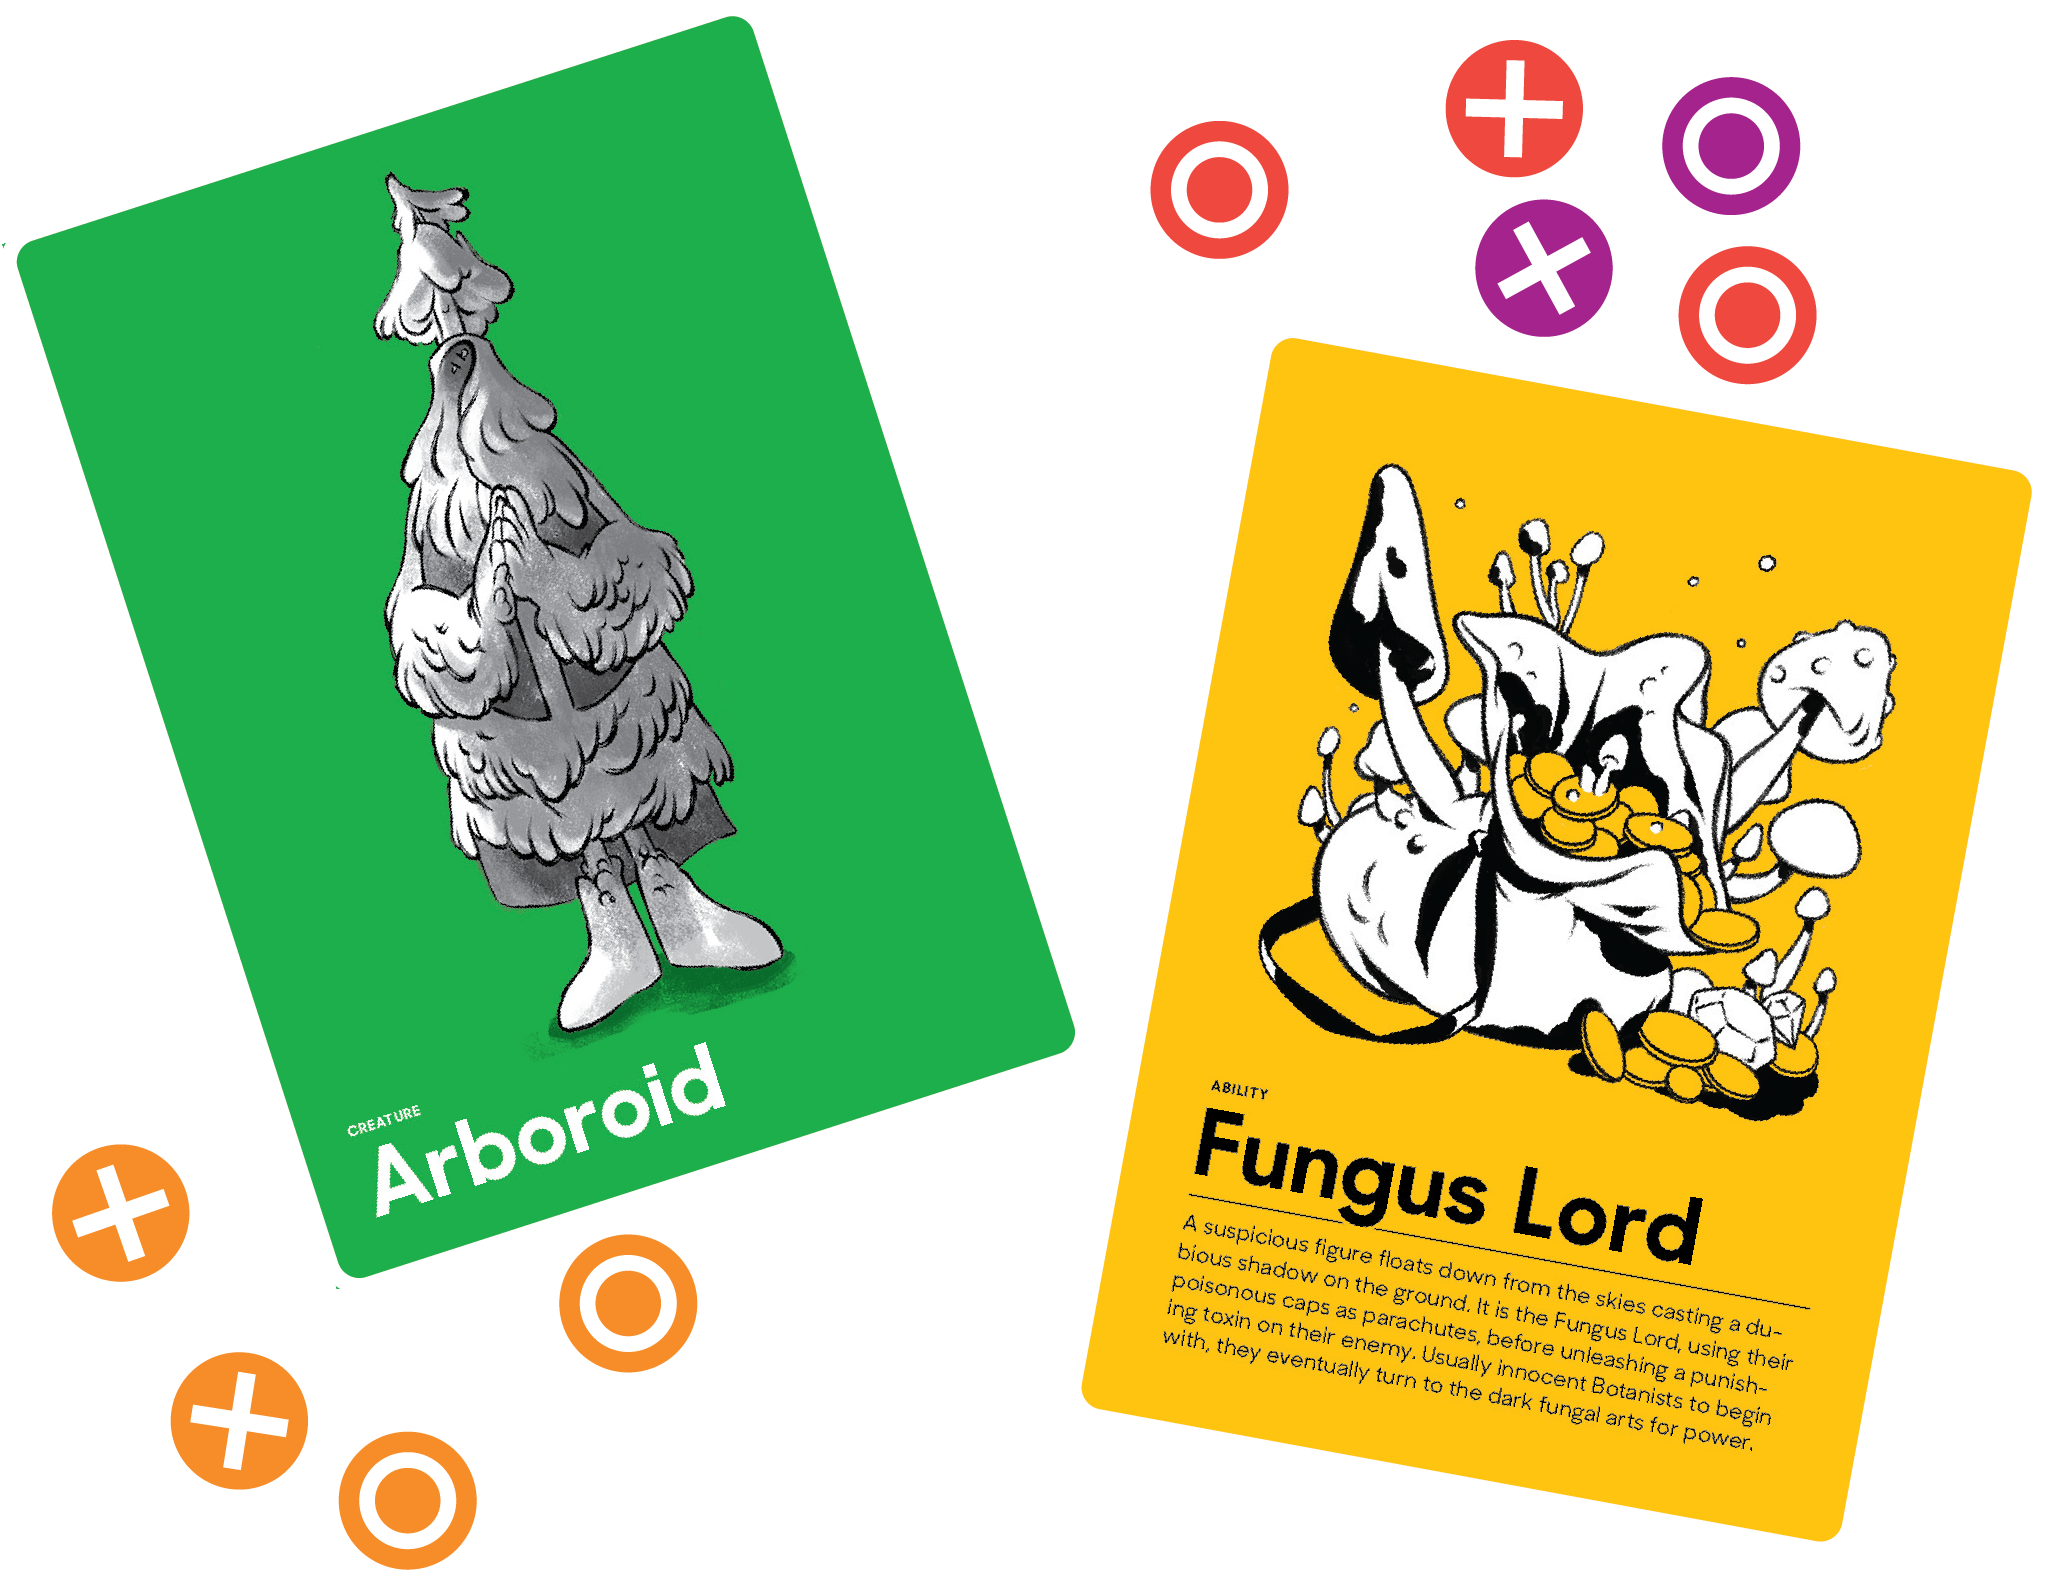 CREATURE
Arboroid
ABILITY
Fungus Lord
A suspicious figure floats down from the skies casting a du-
bious shadow on the ground. It is the Fungus Lord, using their
poisonous caps as parachutes, before unleashing a punish-
ing toxin on their enemy. Usually innocent Botanists to begin
with, they eventually turn to the dark fungal arts for power.